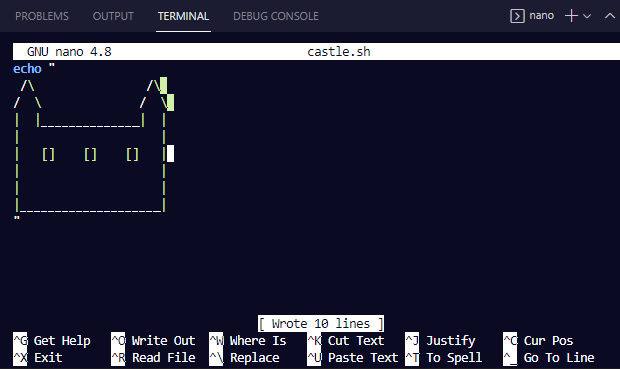 PROBLEMS OUTPUT TERMINAL DEBUG CONSOLE nano
GNU nano 4.8 castle.sh
echo "
 /\                /\
/  \              /  \
|  |______________|  |
|                    |
|   []    []    []   |
|                    |
|                    |
|____________________|
"
[ Wrote 10 lines ]
^G Get Help ^O Write Out ^W Where Is ^K Cut Text ^J Justify ^C Cur Pos
^X Exit ^R Read File ^\ Replace ^U Paste Text ^T To Spell ^_ Go To Line